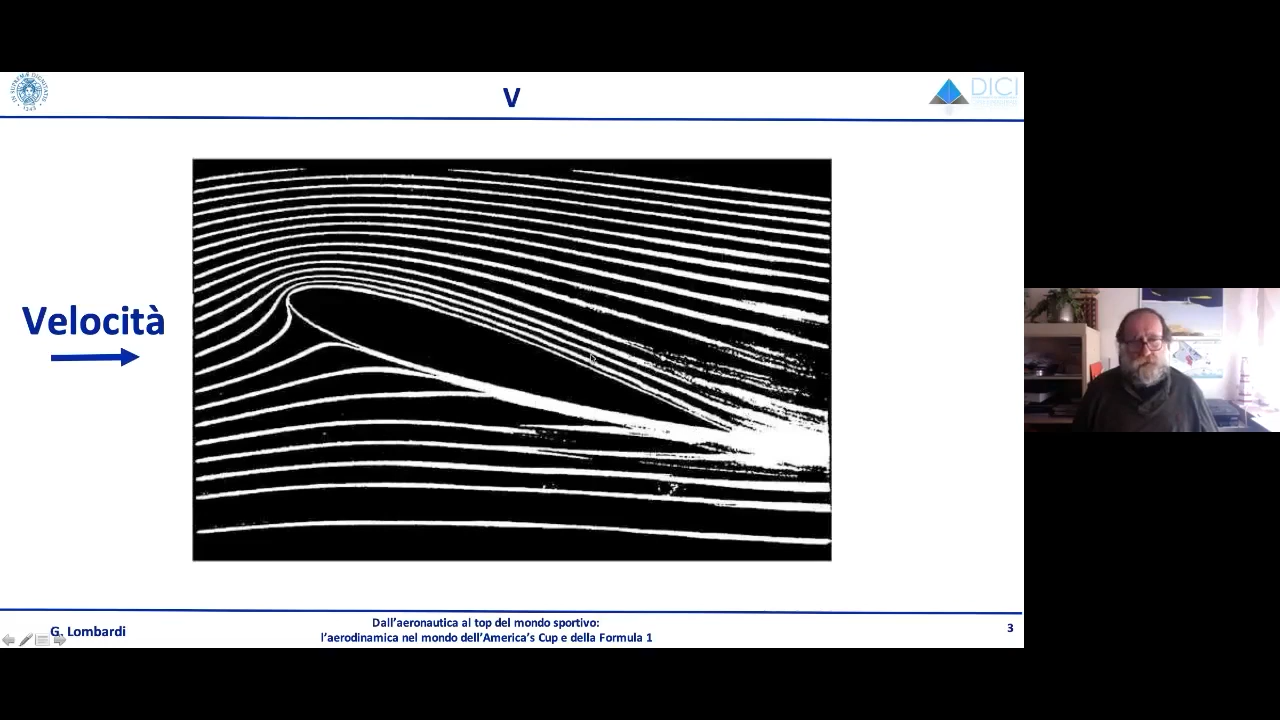 V
DICI
Velocità
G. Lombardi
Dall’aeronautica al top del mondo sportivo:
l’aerodinamica nel mondo dell’America’s Cup e della Formula 1
3